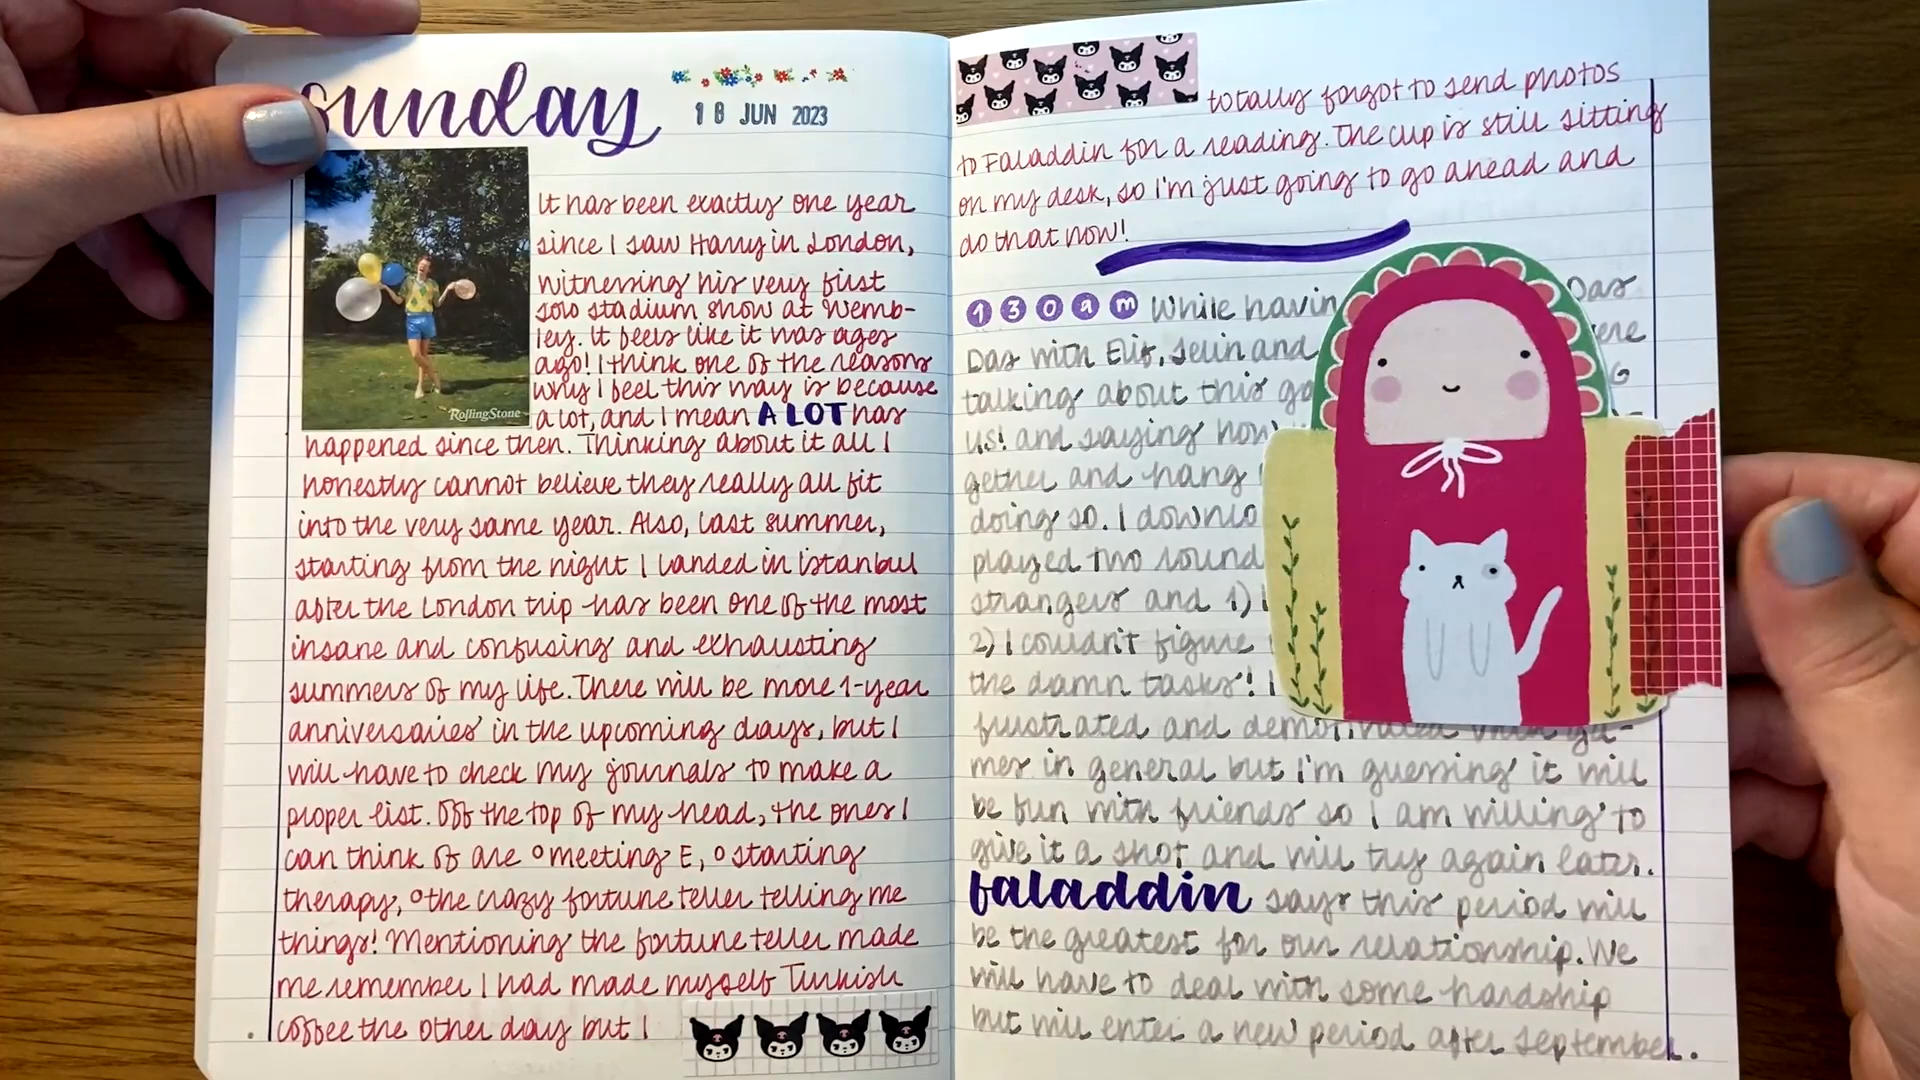 sunday
18 JUN 2023
RollingStone
It has been exactly one year
since I saw Harry in London,
witnessing his very first
solo stadium show at Wemb-
ley. It feels like it was ages
ago! I think one of the reasons
why I feel this way is because
a lot, and I mean A LOT has
happened since then. Thinking about it all I
honestly cannot believe they really all fit
into the very same year. Also, last summer,
starting from the night I landed in Istanbul
after the London trip has been one of the most
insane and confusing and exhausting
summers of my life. There will be more 1-year
anniversaries in the upcoming days, but I
will have to check my journals to make a
proper list. Off the top of my head, the ones I
can think of are °meeting E, °starting
therapy, °the crazy fortune teller telling me
things! Mentioning the fortune teller made
me remember I had made myself Turkish
coffee the other day but I
totally forgot to send photos
to Faladdin for a reading. The cup is still sitting
on my desk, so I'm just going to go ahead and
do that now!
130am While havin Das
Das with Elif, Selin and ere
talking about this ga G
us! and saying how
gether and hang
doing so. I downlo
played two round
strangers and 1)
2) I couldn't figure
the damn tasks! I
frustrated and demotivated ga-
mes in general but I'm guessing it will
be fun with friends so I am willing to
give it a shot and will try again later.
faladdin says this period will
be the greatest for our relationship. We
will have to deal with some hardship
but will enter a new period after september.